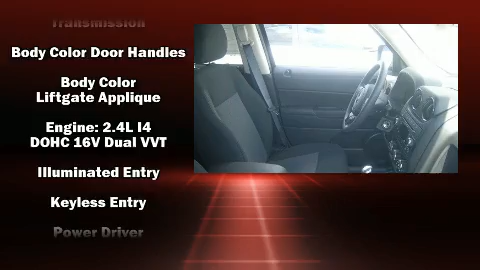 Transmission
Body Color Door Handles
Body Color
Liftgate Applique
Engine: 2.4L I4
DOHC 16V Dual VVT
Illuminated Entry
Keyless Entry
Power Driver